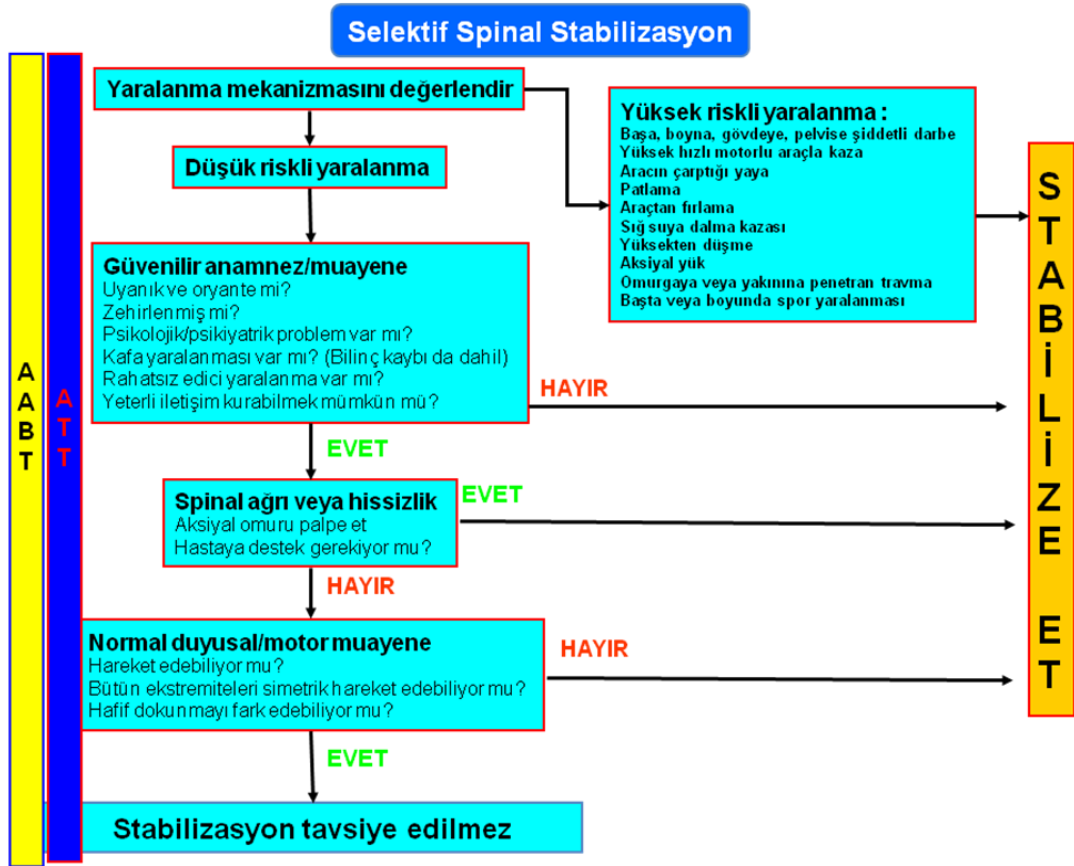 Selektif Spinal Stabilizasyon
AABT
ATT
Yaralanma mekanizmasını değerlendir
Düşük riskli yaralanma
Yüksek riskli yaralanma :
Başa, boyna, gövdeye, pelvise şiddetli darbe
Yüksek hızlı motorlu araçla kaza
Aracın çarptığı yaya
Patlama
Araçtan fırlama
Sığ suya dalma kazası
Yüksekten düşme
Aksiyal yük
Omurgaya veya yakınına penetran travma
Başta veya boyunda spor yaralanması
Güvenilir anamnez/muayene
Uyanık ve oryante mi?
Zehirlenmiş mi?
Psikolojik/psikiyatrik problem var mı?
Kafa yaralanması var mı? (Bilinç kaybı da dahil)
Rahatsız edici yaralanma var mı?
Yeterli iletişim kurabilmek mümkün mü?
HAYIR
EVET
Spinal ağrı veya hissizlik
Aksiyal omuru palpe et
Hastaya destek gerekiyor mu?
EVET
HAYIR
Normal duyusal/motor muayene
Hareket edebiliyor mu?
Bütün ekstremiteleri simetrik hareket edebiliyor mu?
Hafif dokunmayı fark edebiliyor mu?
HAYIR
EVET
Stabilizasyon tavsiye edilmez
STABİLİZE ET